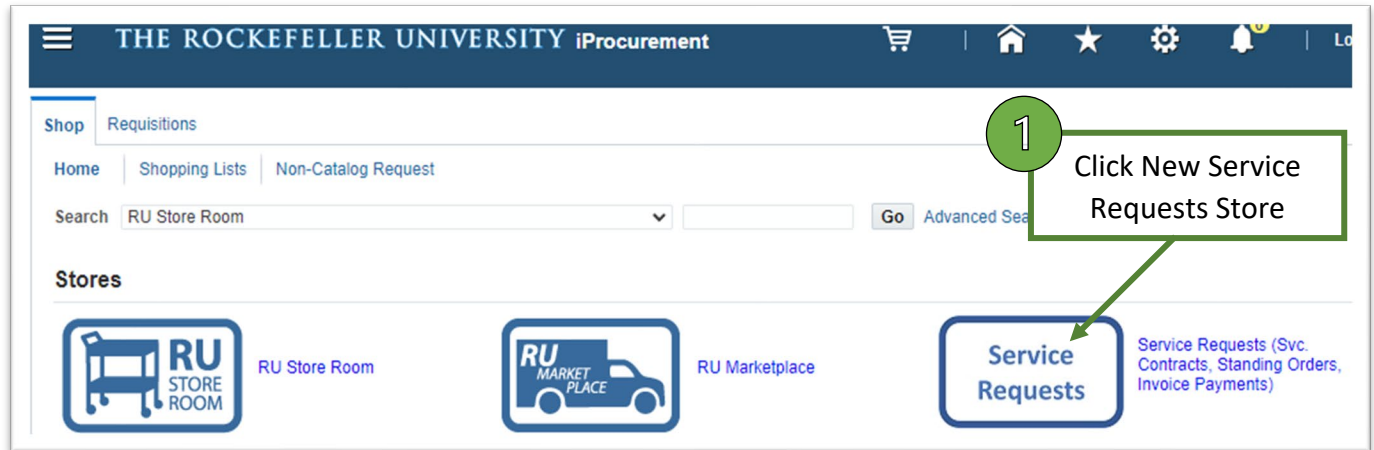 THE ROCKEFELLER UNIVERSITY iProcurement
Shop Requisitions
Home Shopping Lists Non-Catalog Request
Search RU Store Room Go Advanced
1
Click New Service
Requests Store
Stores
RU
STORE
ROOM
RU Store Room
RU
MARKET
PLACE
RU Marketplace
Service
Requests
Service Requests (Svc.
Contracts, Standing Orders,
Invoice Payments)